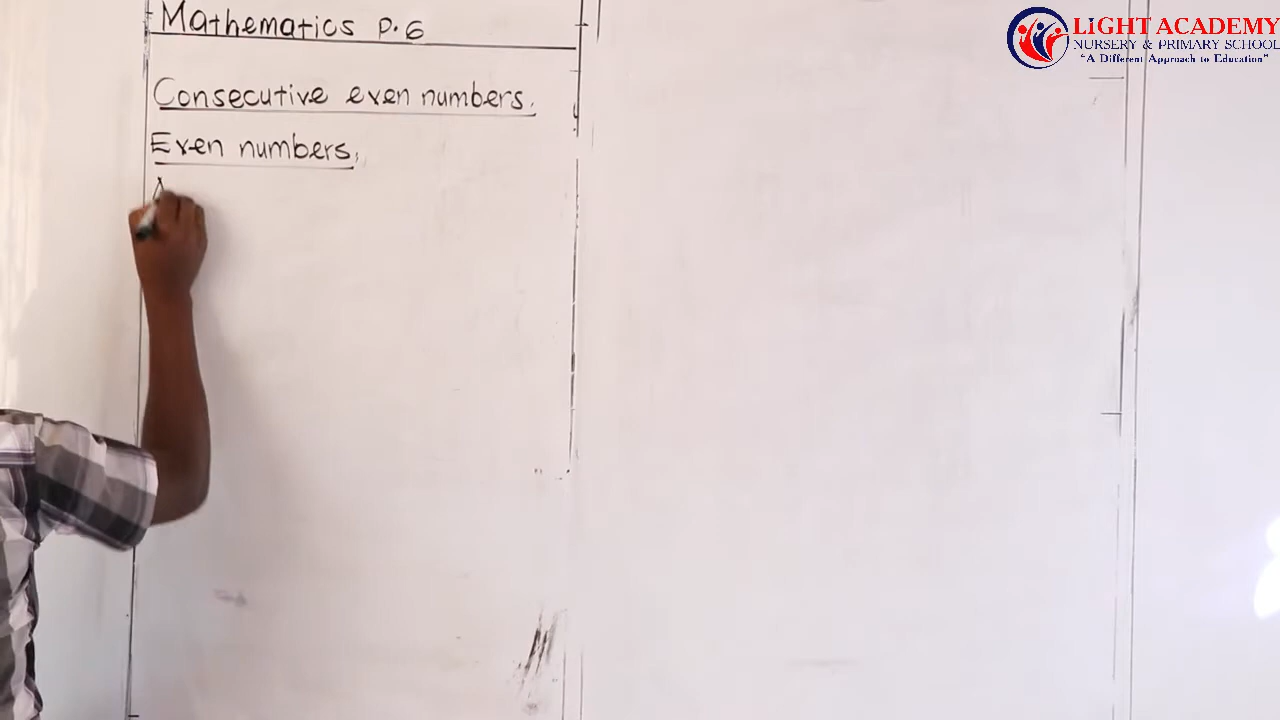 Mathematics P.6
Consecutive even numbers.
Even numbers.
A
LIGHT ACADEMY
NURSERY & PRIMARY SCHOOL
"A Different Approach to Education"